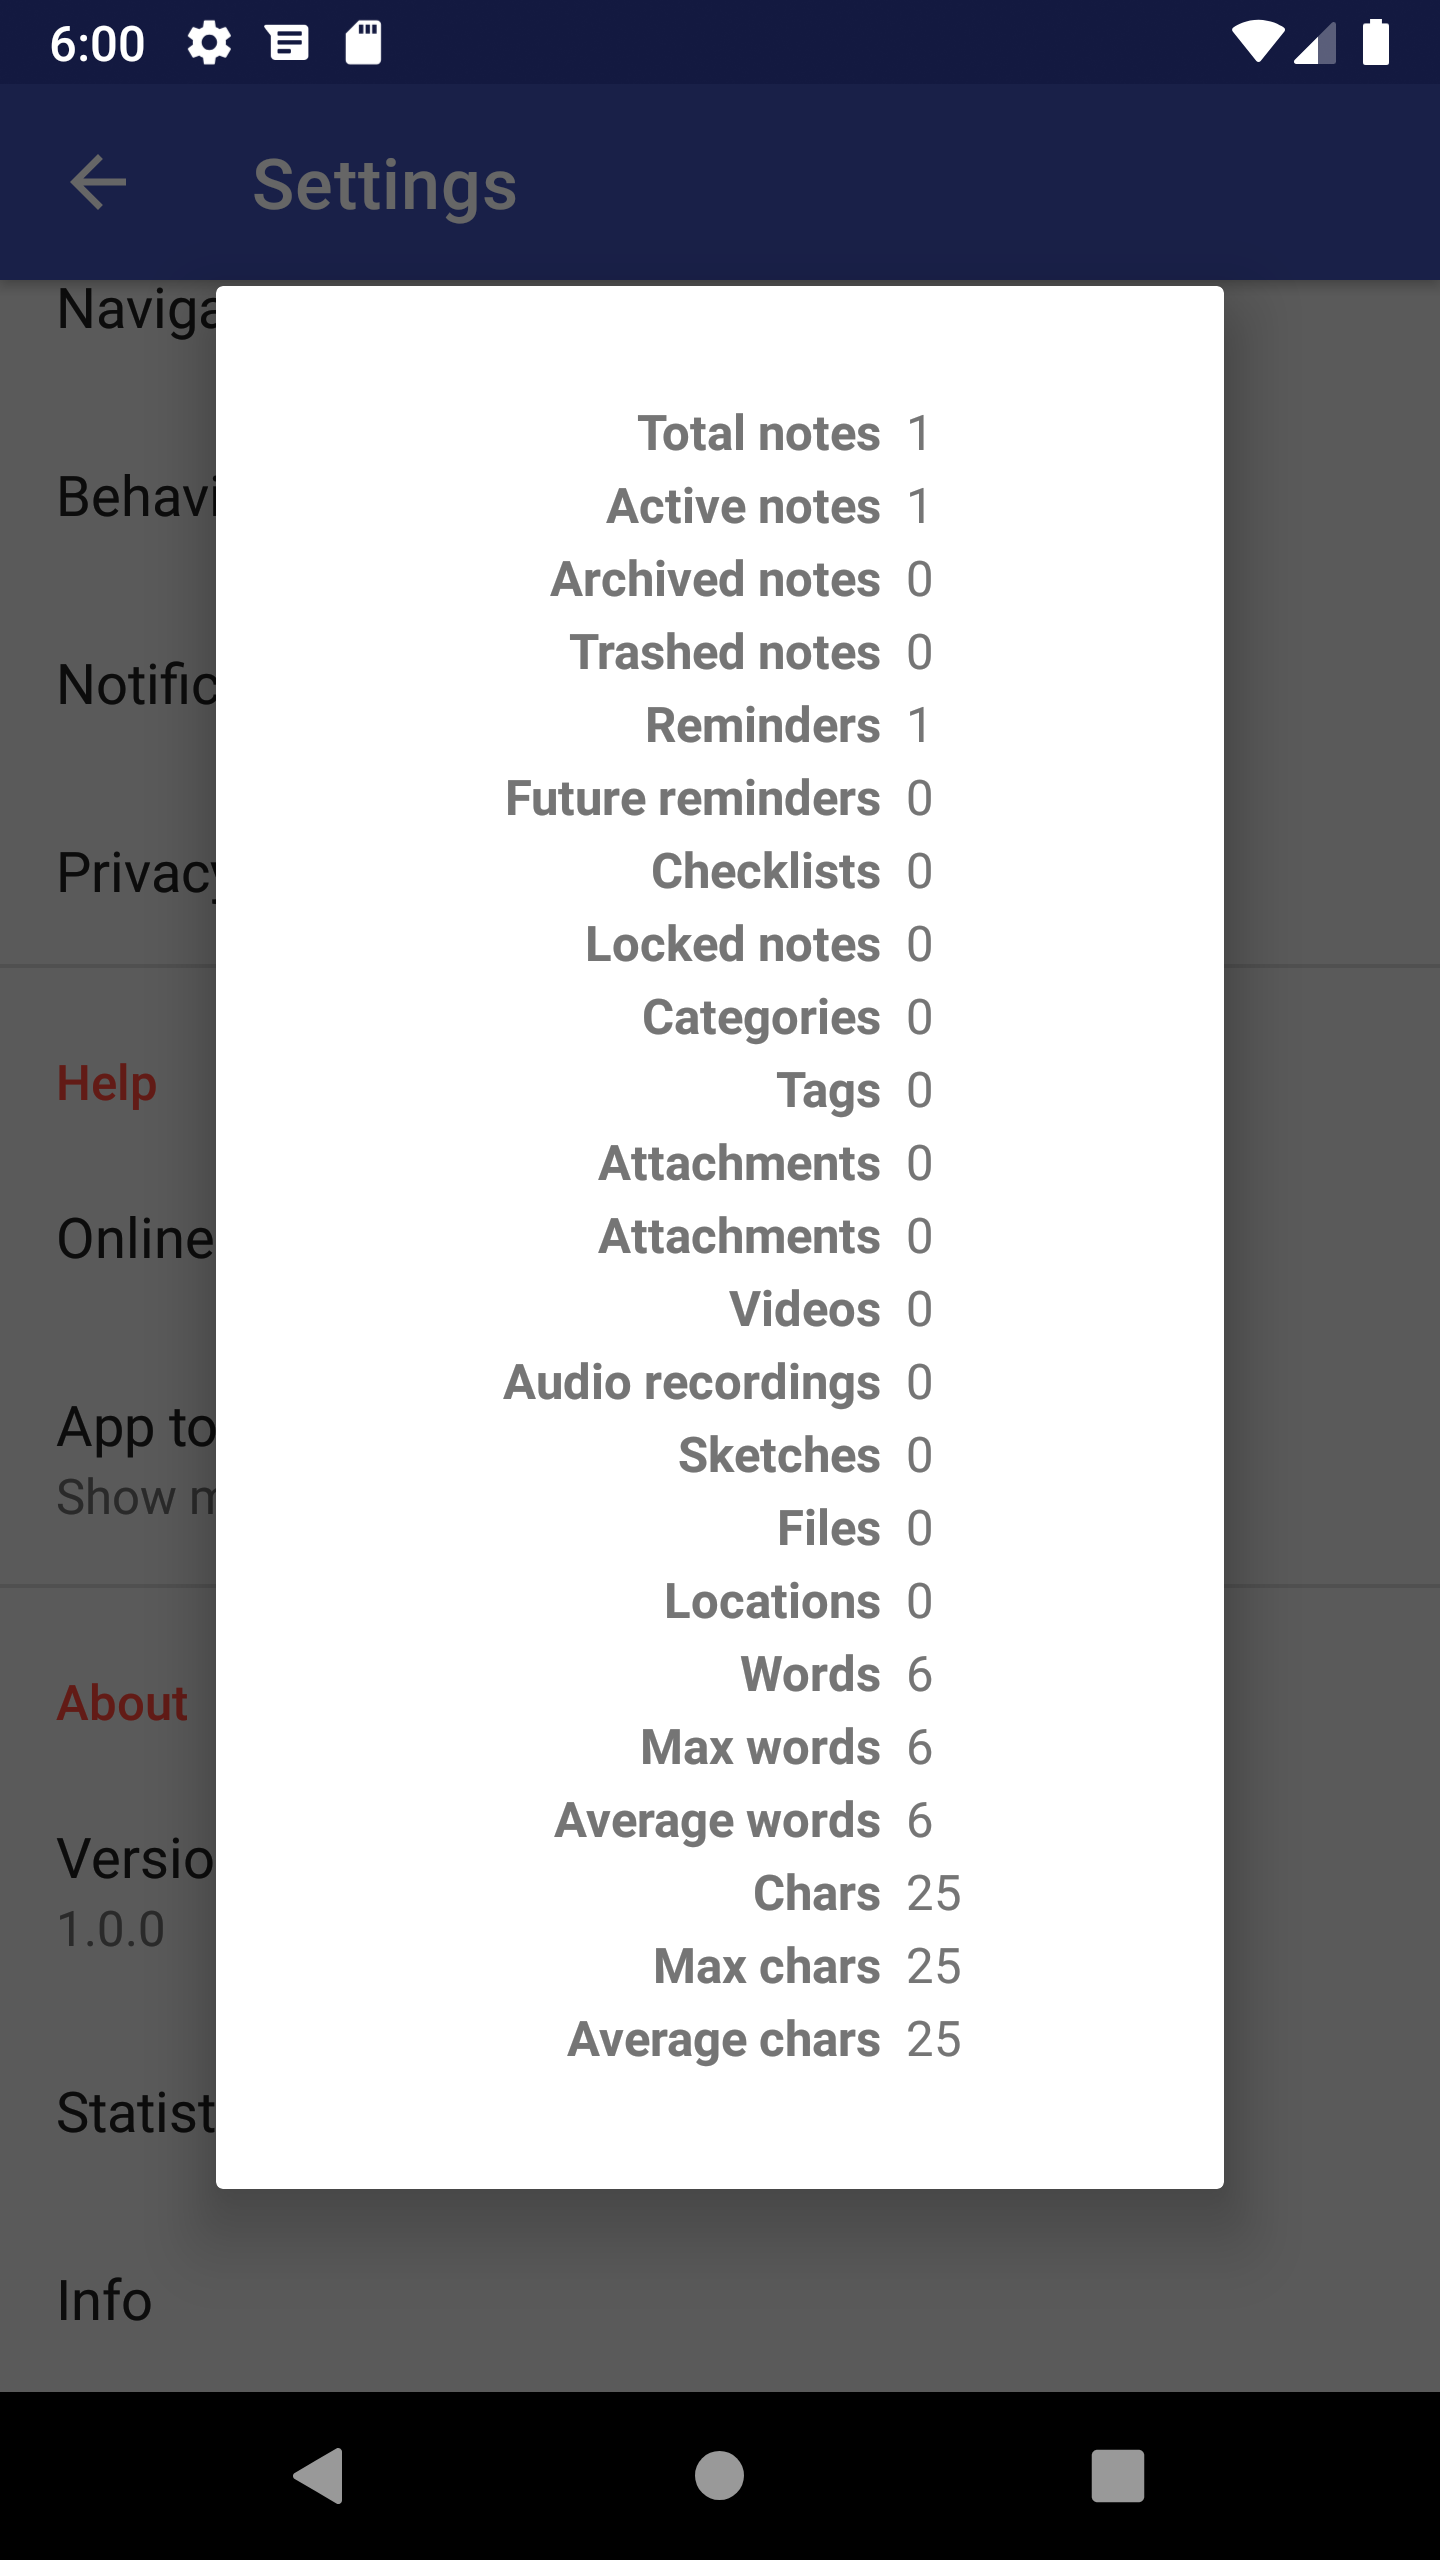 6:00
Settings
Naviga
Behavi
Notific
Privacy
Help
Online
App to
Show m
About
Versio
1.0.0
Statist
Info
Total notes 1
Active notes 1
Archived notes 0
Trashed notes 0
Reminders 1
Future reminders 0
Checklists 0
Locked notes 0
Categories 0
Tags 0
Attachments 0
Attachments 0
Videos 0
Audio recordings 0
Sketches 0
Files 0
Locations 0
Words 6
Max words 6
Average words 6
Chars 25
Max chars 25
Average chars 25